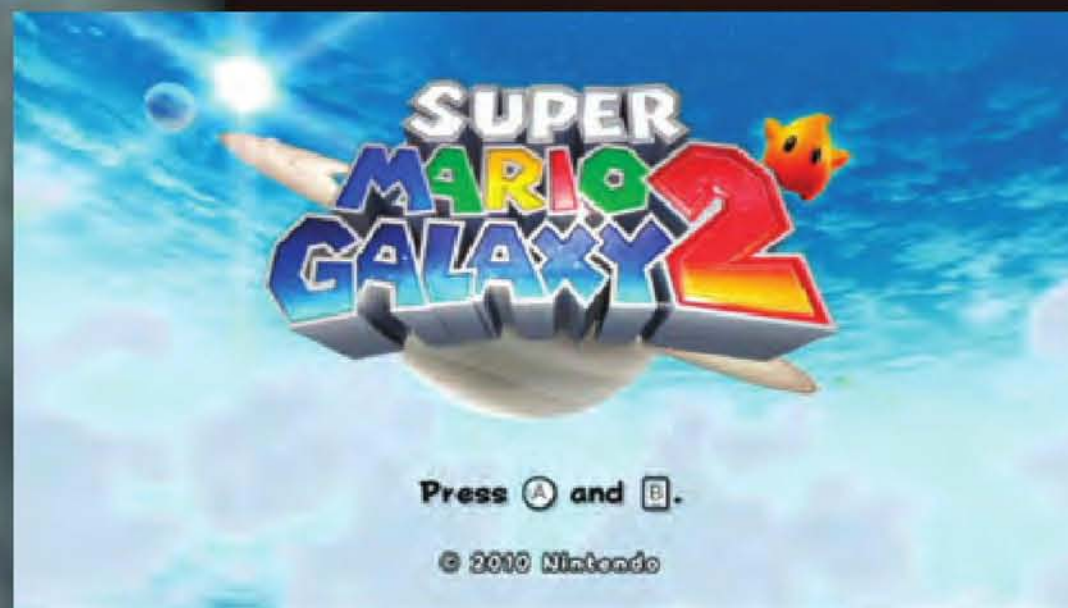 SUPER
MARIO
GALAXY 2
Press A and B.
© 2010 Nintendo